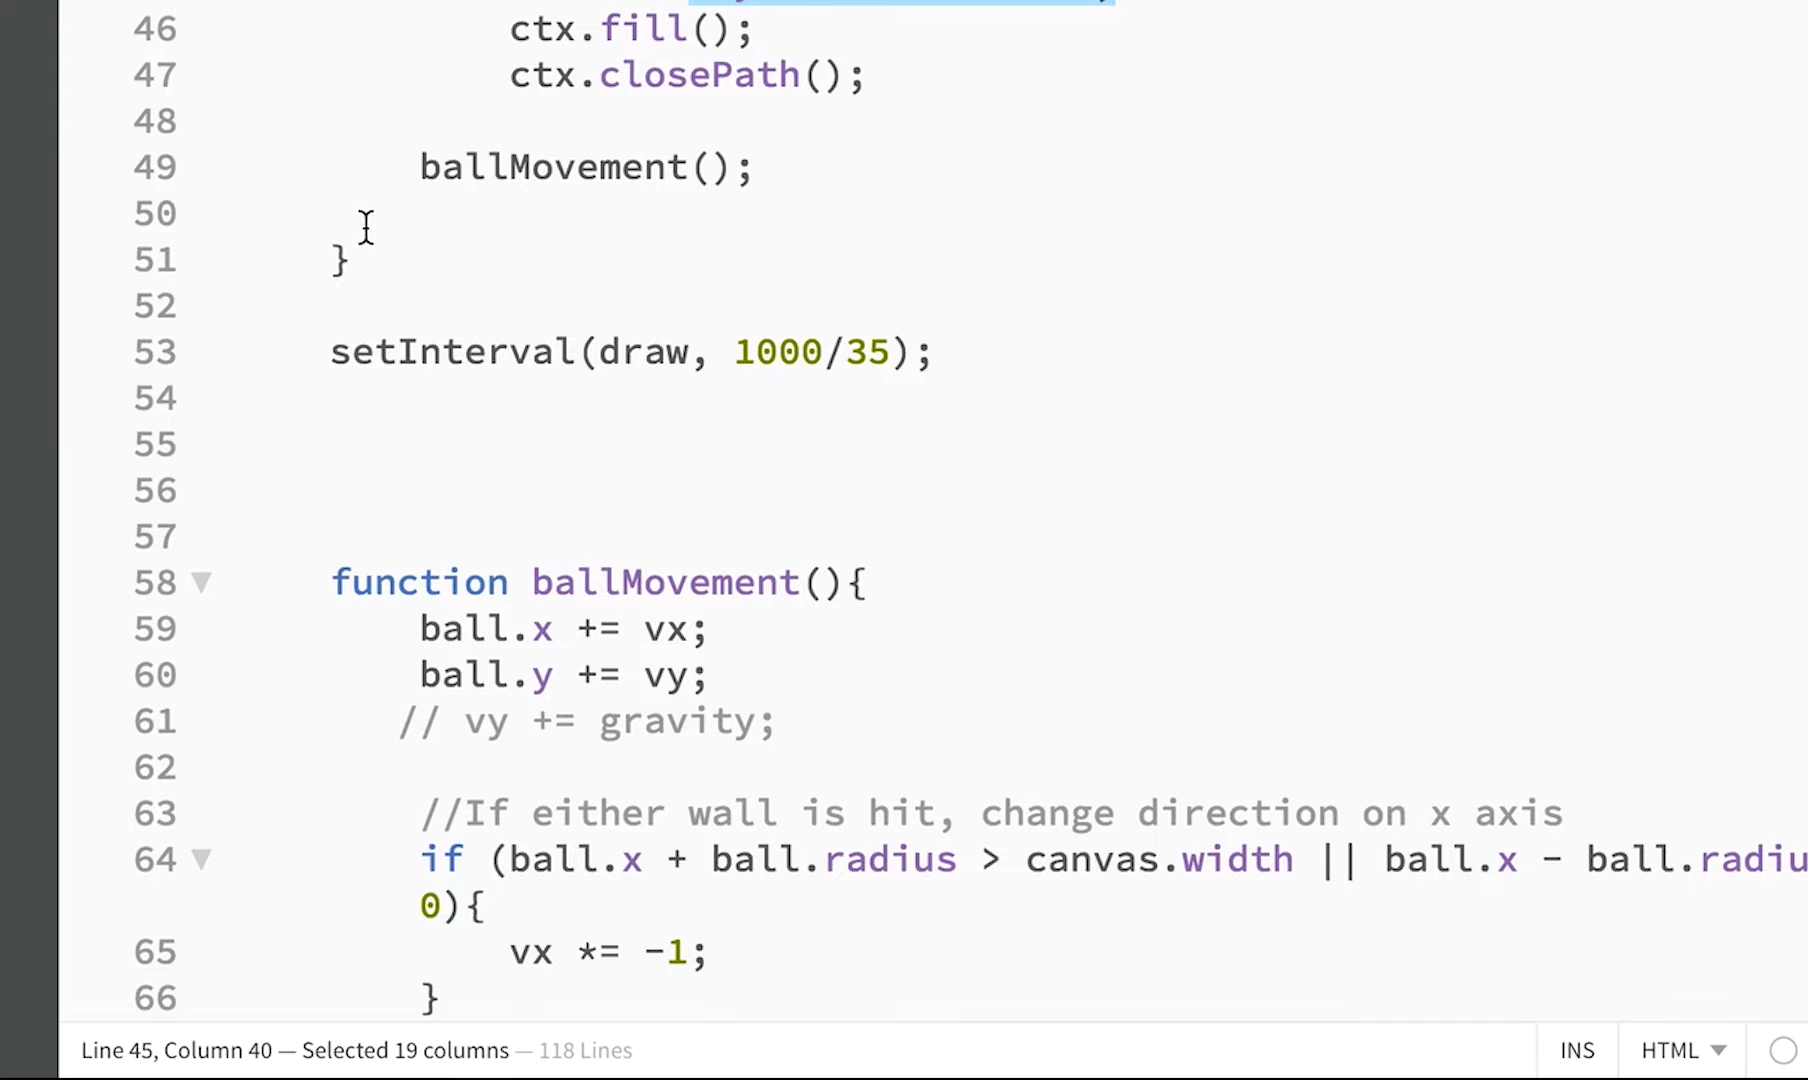 46 ctx.fill();
47 ctx.closePath();
48
49 ballMovement();
50
51 }
52
53 setInterval(draw, 1000/35);
54
55
56
57
58 function ballMovement(){
59 ball.x += vx;
60 ball.y += vy;
61 // vy += gravity;
62
63 //If either wall is hit, change direction on x axis
64 if (ball.x + ball.radius > canvas.width || ball.x - ball.radiu
0){
65 vx *= -1;
66 }
Line 45, Column 40 — Selected 19 columns — 118 Lines INS HTML